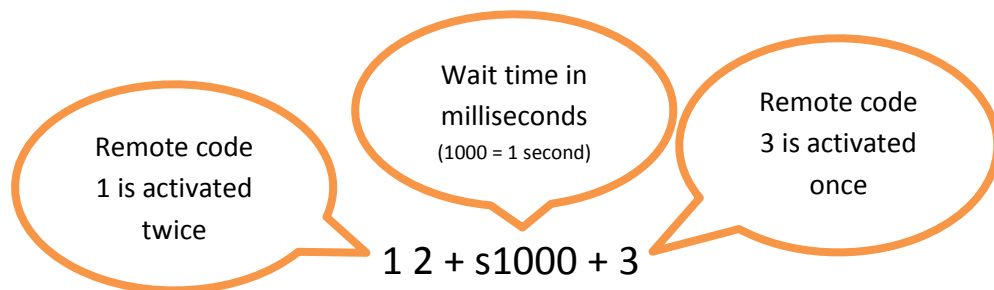 Remote code
1 is activated
twice
Wait time in
milliseconds
(1000 = 1 second)
Remote code
3 is activated
once
1 2 + s1000 + 3